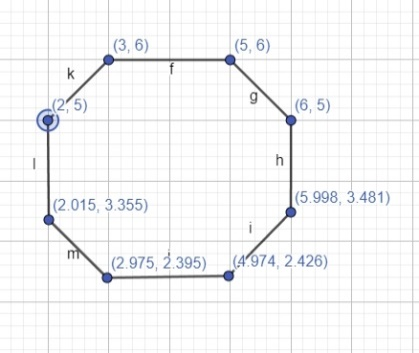 (3, 6)
(5, 6)
k
f
g
(2, 5)
(6, 5)
l
h
(2.015, 3.355)
(5.998, 3.481)
i
m
(2.975, 2.395)
j
(4.974, 2.426)